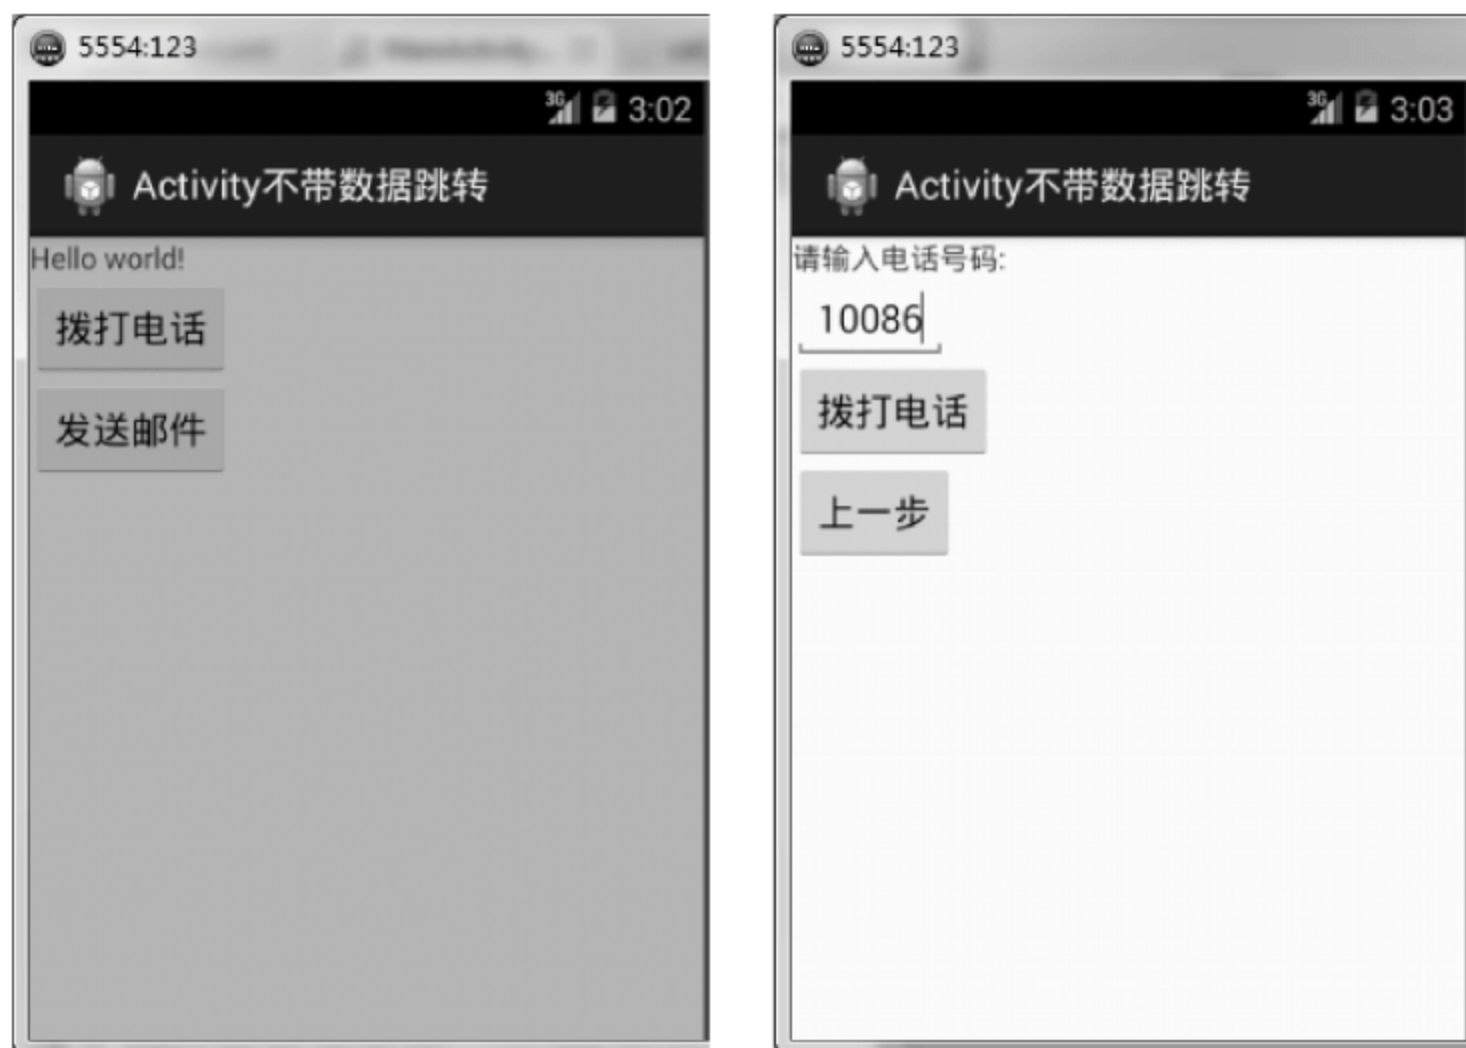 5554:123
3G 3:02
Activity不带数据跳转
Hello world!
拨打电话
发送邮件
5554:123
3G 3:03
Activity不带数据跳转
请输入电话号码:
10086
拨打电话
上一步